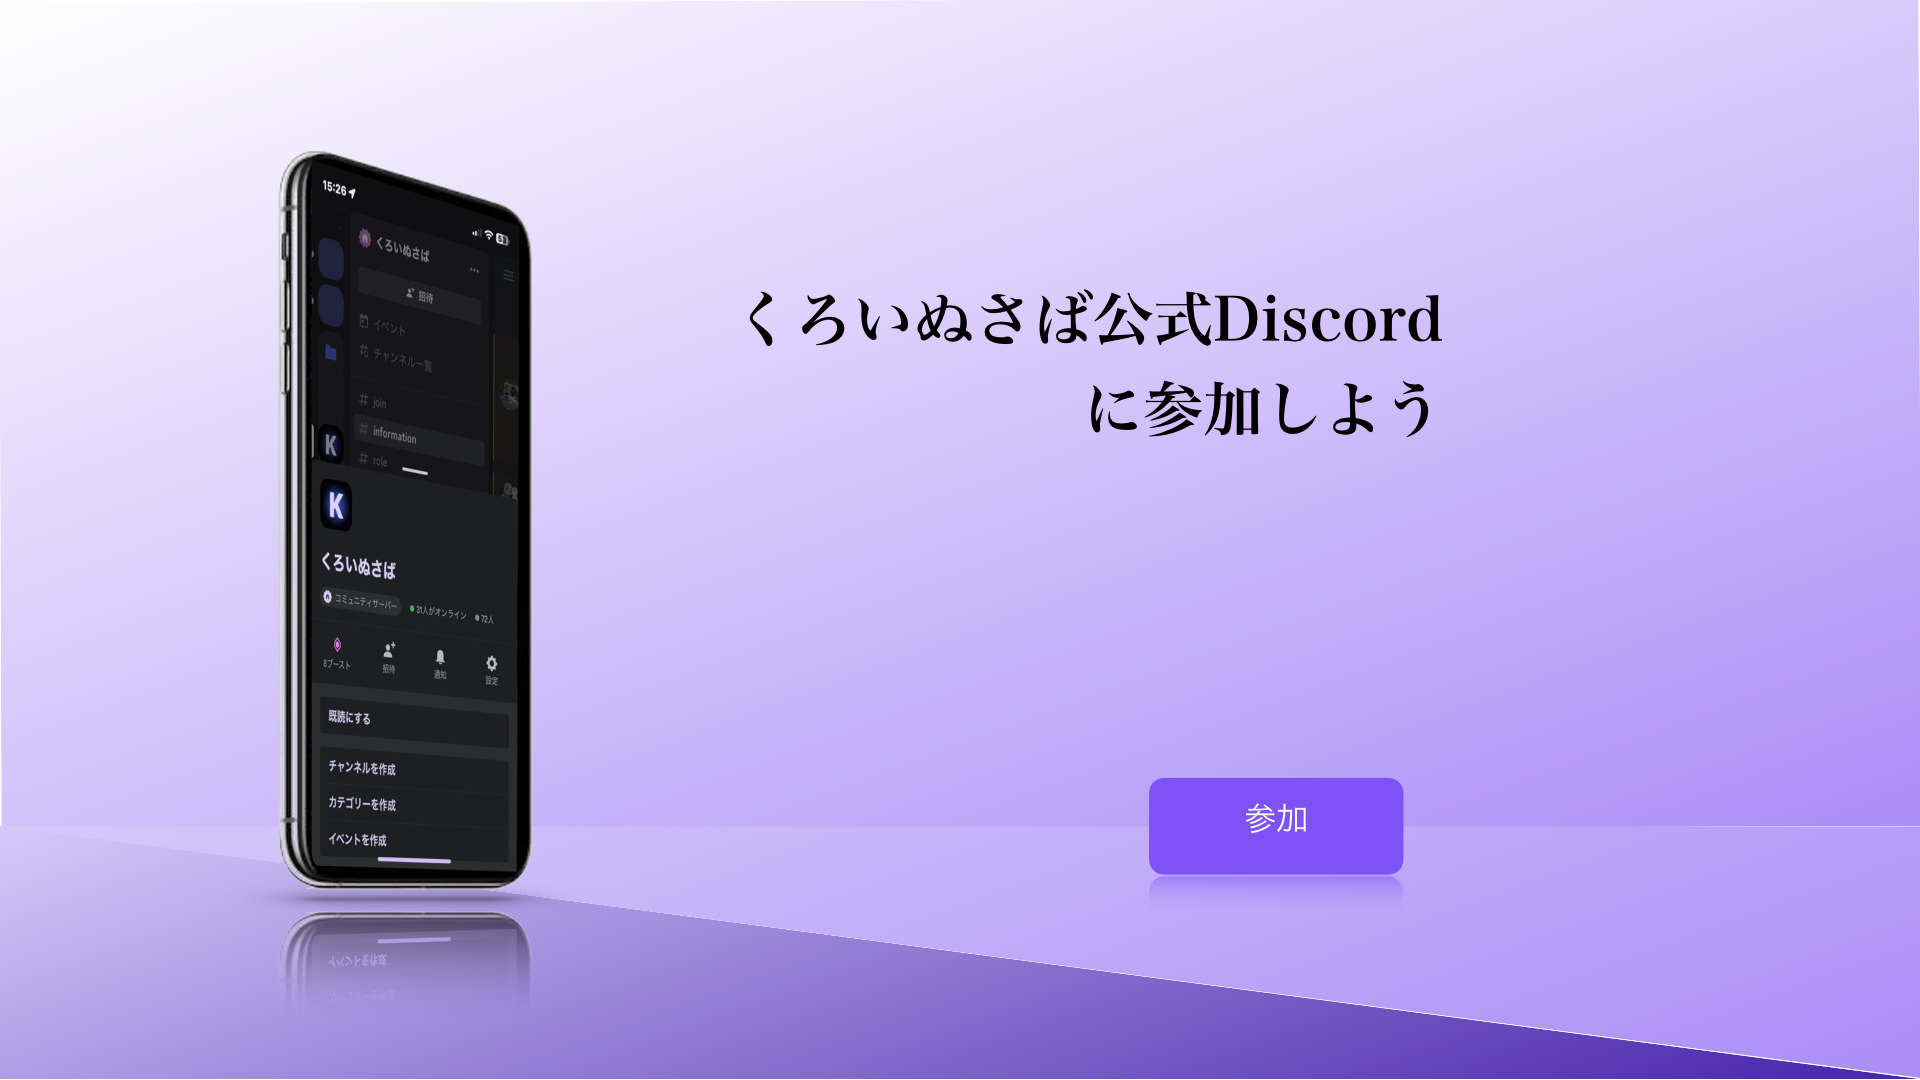 15:26
53
くろいぬさば
招待
イベント
チャンネル一覧
join
information
role
K
K
くろいぬさば
コミュニティサーバー 31人がオンライン 72人
8ブースト 招待 通知 設定
既読にする
チャンネルを作成
カテゴリーを作成
イベントを作成
くろいぬさば公式Discord
に参加しよう
参加